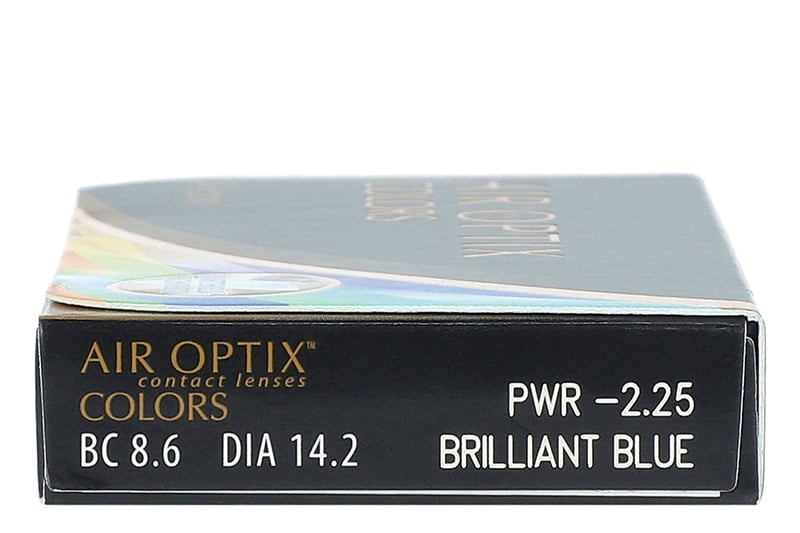 AIR OPTIX
COLORS
AIR OPTIX™
contact lenses
COLORS
BC 8.6 DIA 14.2
PWR -2.25
BRILLIANT BLUE